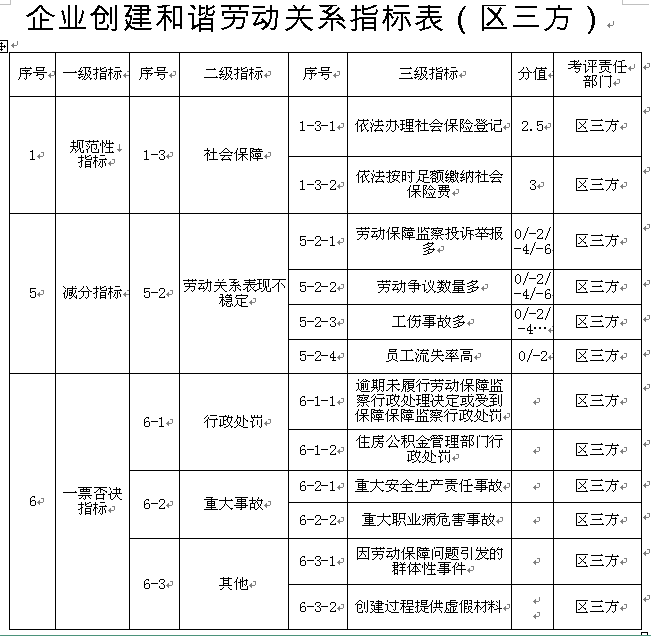 企业创建和谐劳动关系指标表（区三方）
序号 一级指标 序号 二级指标 序号 三级指标 分值 考评责任
部门
1 规范性
指标 1-3 社会保障 1-3-1 依法办理社会保险登记 2.5 区三方
1-3-2 依法按时足额缴纳社会
保险费 3 区三方
5 减分指标 5-2 劳动关系表现不
稳定 5-2-1 劳动保障监察投诉举报
多 0/-2/
-4/-6 区三方
5-2-2 劳动争议数量多 0/-2/
-4/-6 区三方
5-2-3 工伤事故多 0/-2/
-4… 区三方
5-2-4 员工流失率高 0/-2 区三方
6 一票否决
指标 6-1 行政处罚 6-1-1 逾期未履行劳动保障监
察行政处理决定或受到
保障保障监察行政处罚 区三方
6-1-2 住房公积金管理部门行
政处罚 区三方
6-2 重大事故 6-2-1 重大安全生产责任事故 区三方
6-2-2 重大职业病危害事故 区三方
6-3 其他 6-3-1 因劳动保障问题引发的
群体性事件 区三方
6-3-2 创建过程提供虚假材料 区三方